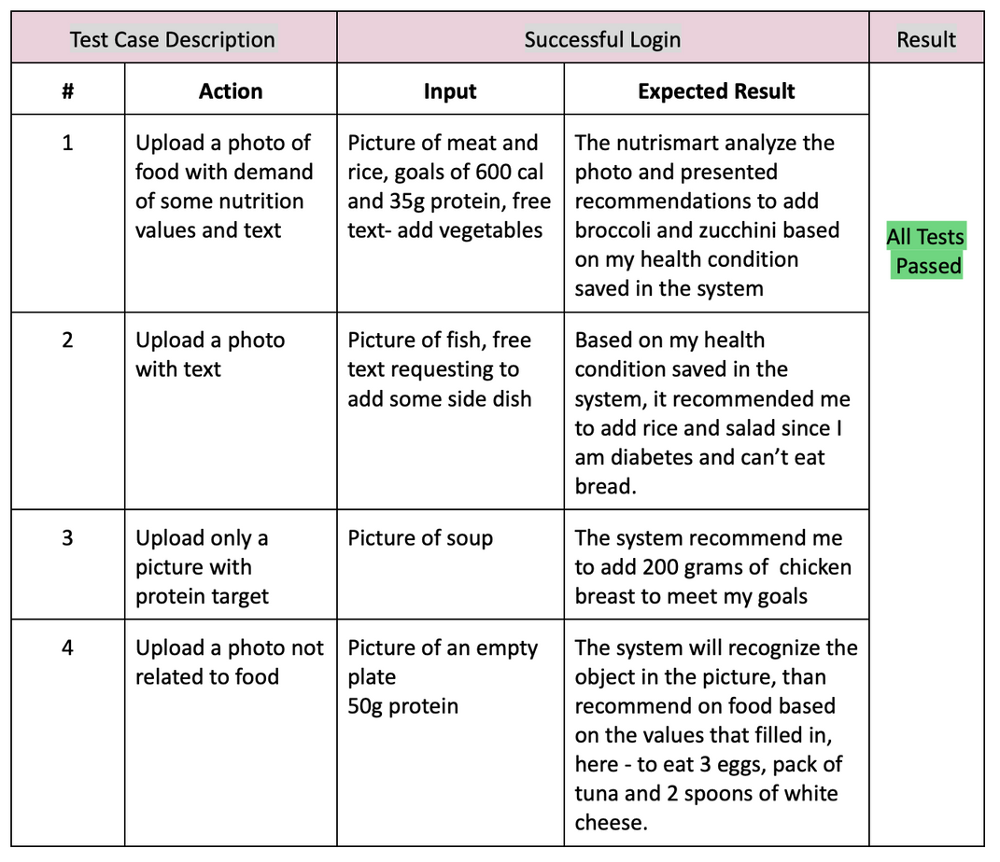 Test Case Description
Successful Login
Result
#
Action
Input
Expected Result
1
Upload a photo of
food with demand
of some nutrition
values and text
Picture of meat and
rice, goals of 600 cal
and 35g protein, free
text- add vegetables
The nutrismart analyze the
photo and presented
recommendations to add
broccoli and zucchini based
on my health condition
saved in the system
All Tests
Passed
2
Upload a photo
with text
Picture of fish, free
text requesting to
add some side dish
Based on my health
condition saved in the
system, it recommended me
to add rice and salad since I
am diabetes and can’t eat
bread.
3
Upload only a
picture with
protein target
Picture of soup
The system recommend me
to add 200 grams of  chicken
breast to meet my goals
4
Upload a photo not
related to food
Picture of an empty
plate
50g protein
The system will recognize the
object in the picture, than
recommend on food based
on the values that filled in,
here - to eat 3 eggs, pack of
tuna and 2 spoons of white
cheese.